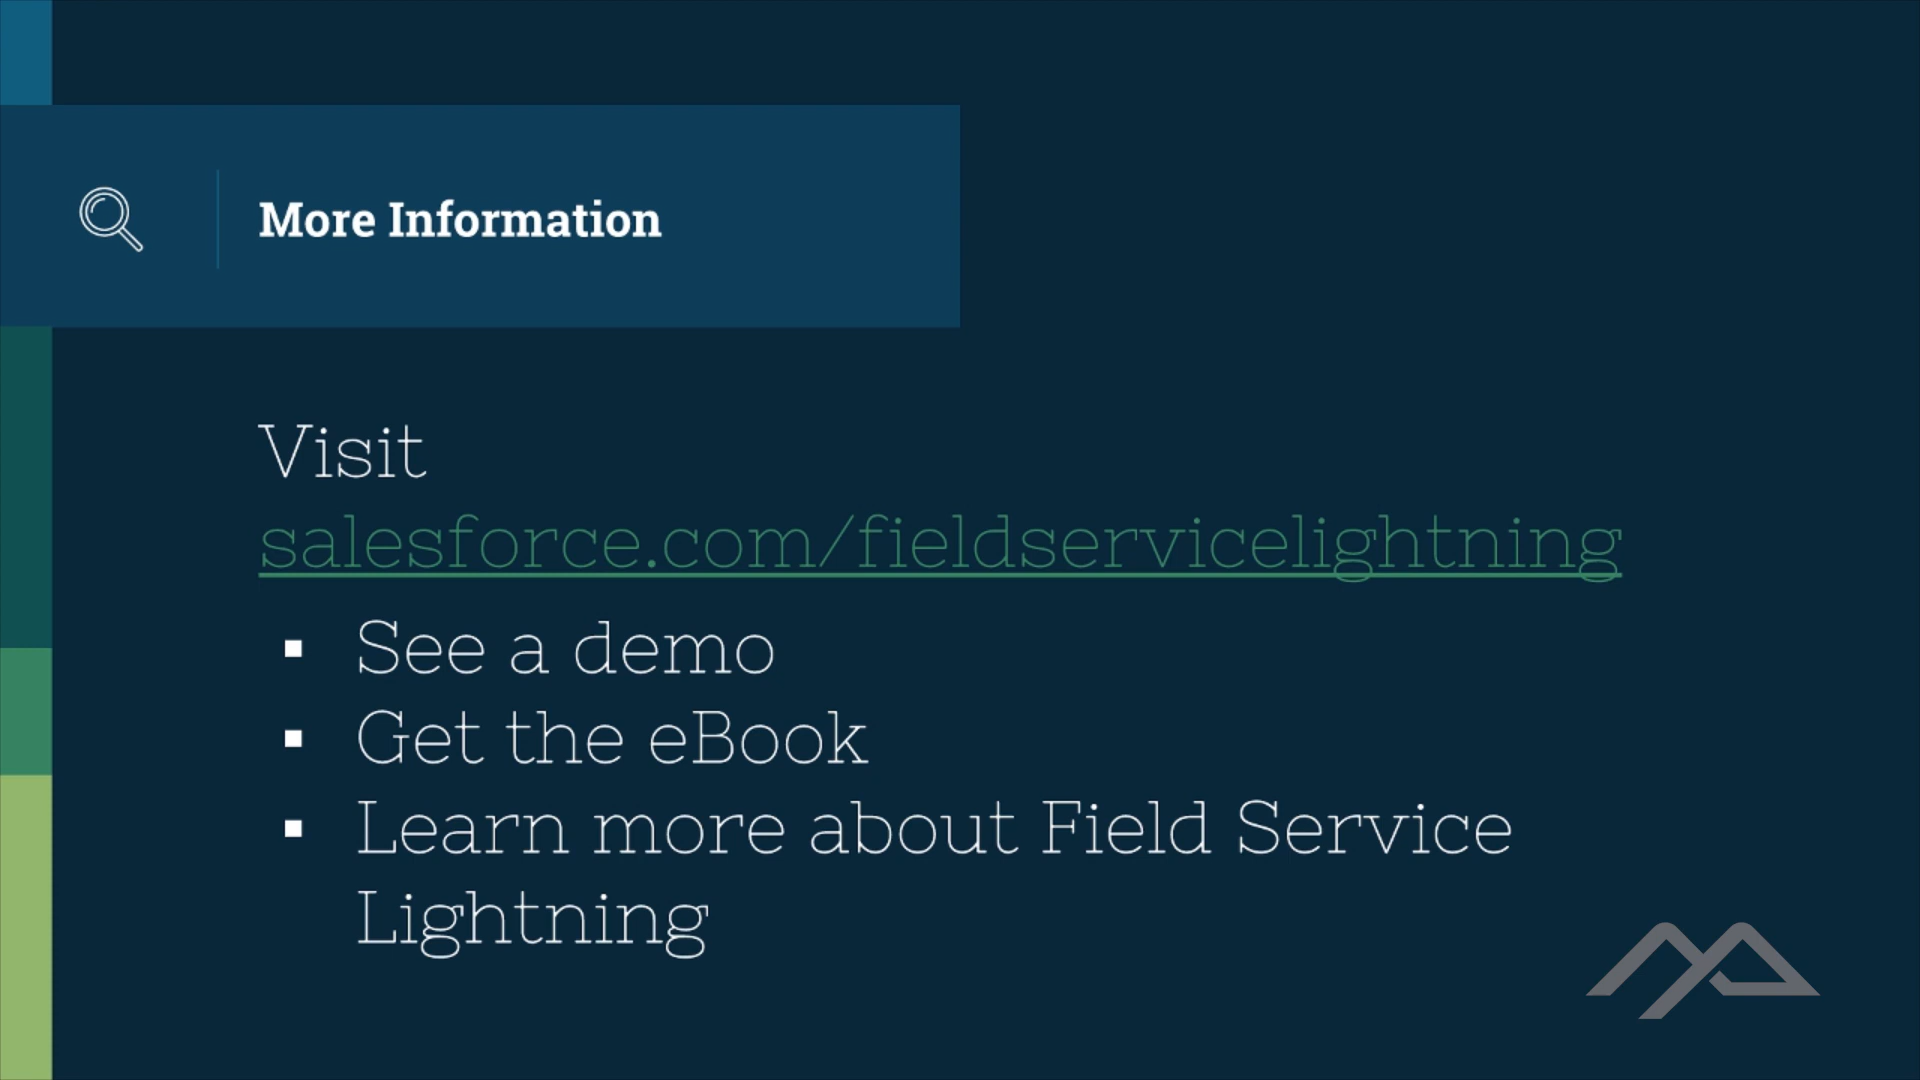 More Information
Visit
salesforce.com/fieldservicelightning
▪ See a demo
▪ Get the eBook
▪ Learn more about Field Service
Lightning